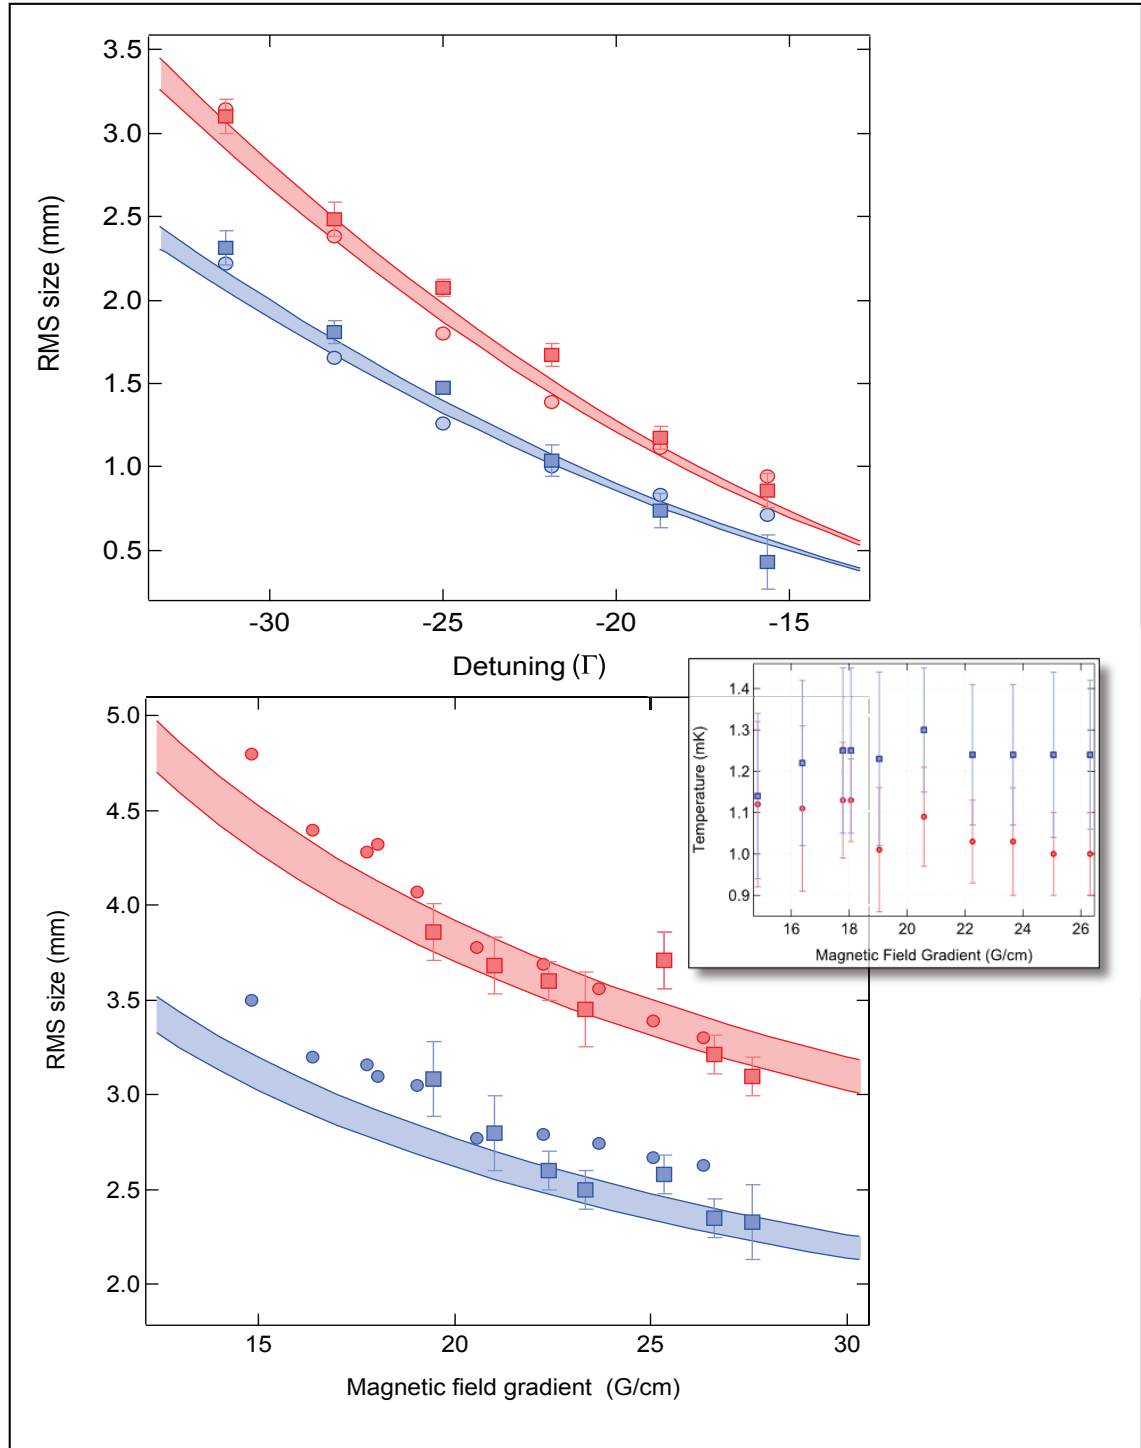 3.5
3.0
2.5
2.0
1.5
1.0
0.5
RMS size (mm)
-30 -25 -20 -15
Detuning (Γ)
5.0
4.5
4.0
3.5
3.0
2.5
2.0
RMS size (mm)
15 20 25 30
Magnetic field gradient (G/cm)
1.4
1.3
1.2
1.1
1.0
0.9
Temperature (mK)
16 18 20 22 24 26
Magnetic Field Gradient (G/cm)